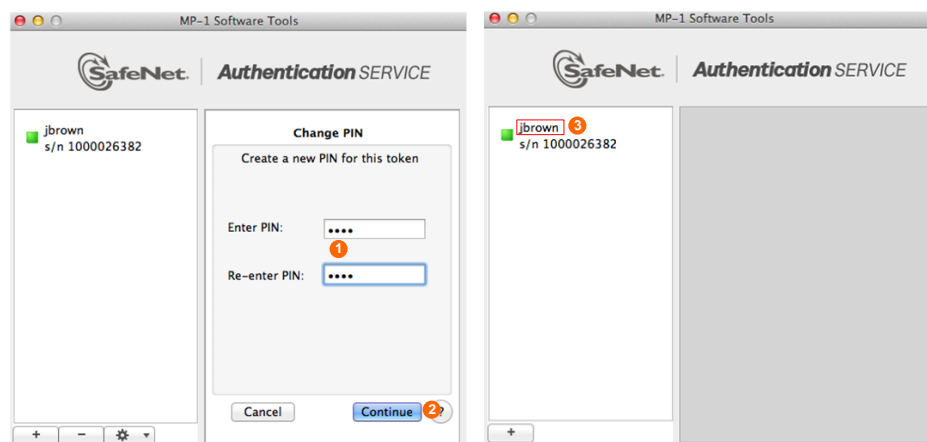 MP-1 Software Tools
SafeNet. Authentication SERVICE
jbrown
s/n 1000026382
Change PIN
Create a new PIN for this token
Enter PIN: ••••
1
Re-enter PIN: ••••
Cancel Continue 2 ?
+ −
MP-1 Software Tools
SafeNet. Authentication SERVICE
jbrown 3
s/n 1000026382
+